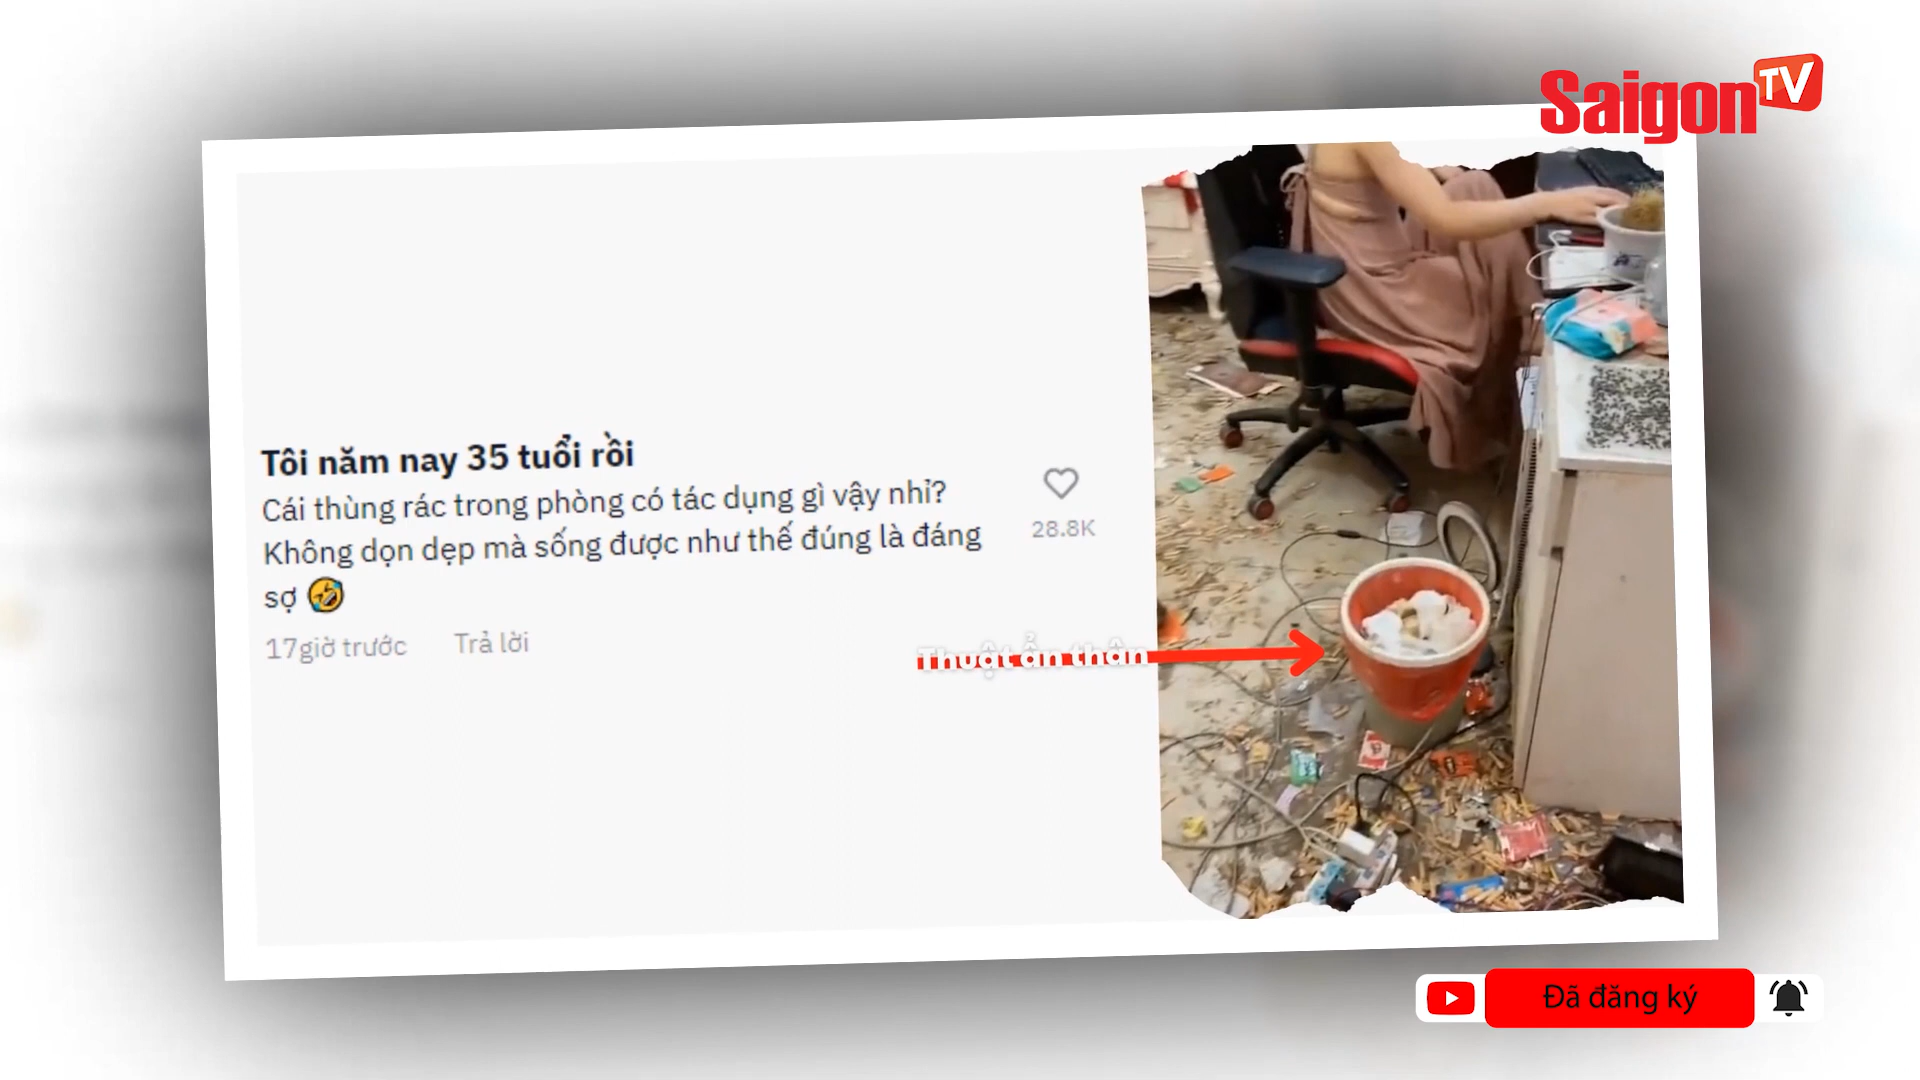 Saigon TV
Tôi năm nay 35 tuổi rồi
Cái thùng rác trong phòng có tác dụng gì vậy nhỉ?
Không dọn dẹp mà sống được như thế đúng là đáng
sợ 🤣
28.8K
17giờ trước Trả lời
Thuật ẩn thân
Đã đăng ký